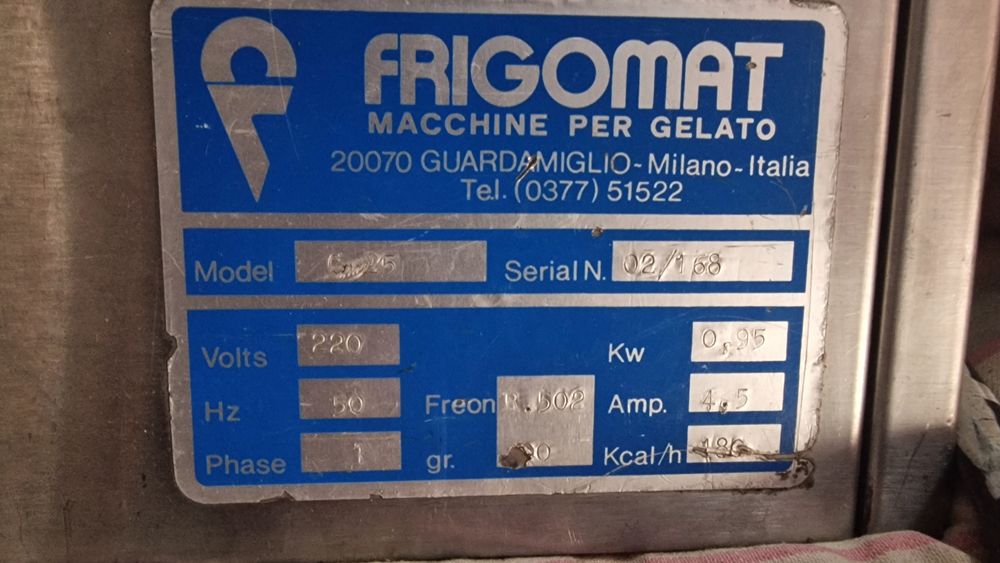 FRIGOMAT
MACCHINE PER GELATO
20070 GUARDAMIGLIO-Milano-Italia
Tel. (0377) 51522
Model Serial N. 02/168
Volts 220 Kw 0,95
Hz 50 Freon R.502 Amp. 4,5
Phase 1 gr. Kcal/h